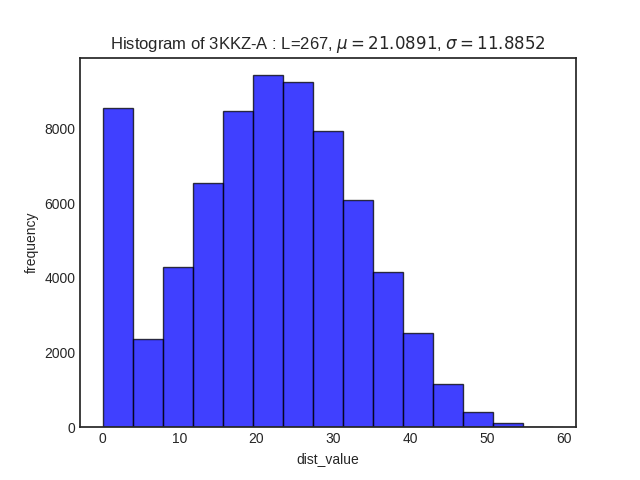 Histogram of 3KKZ-A : L=267, μ = 21.0891, σ = 11.8852
8000
6000
4000
2000
0
frequency
0 10 20 30 40 50 60
dist_value